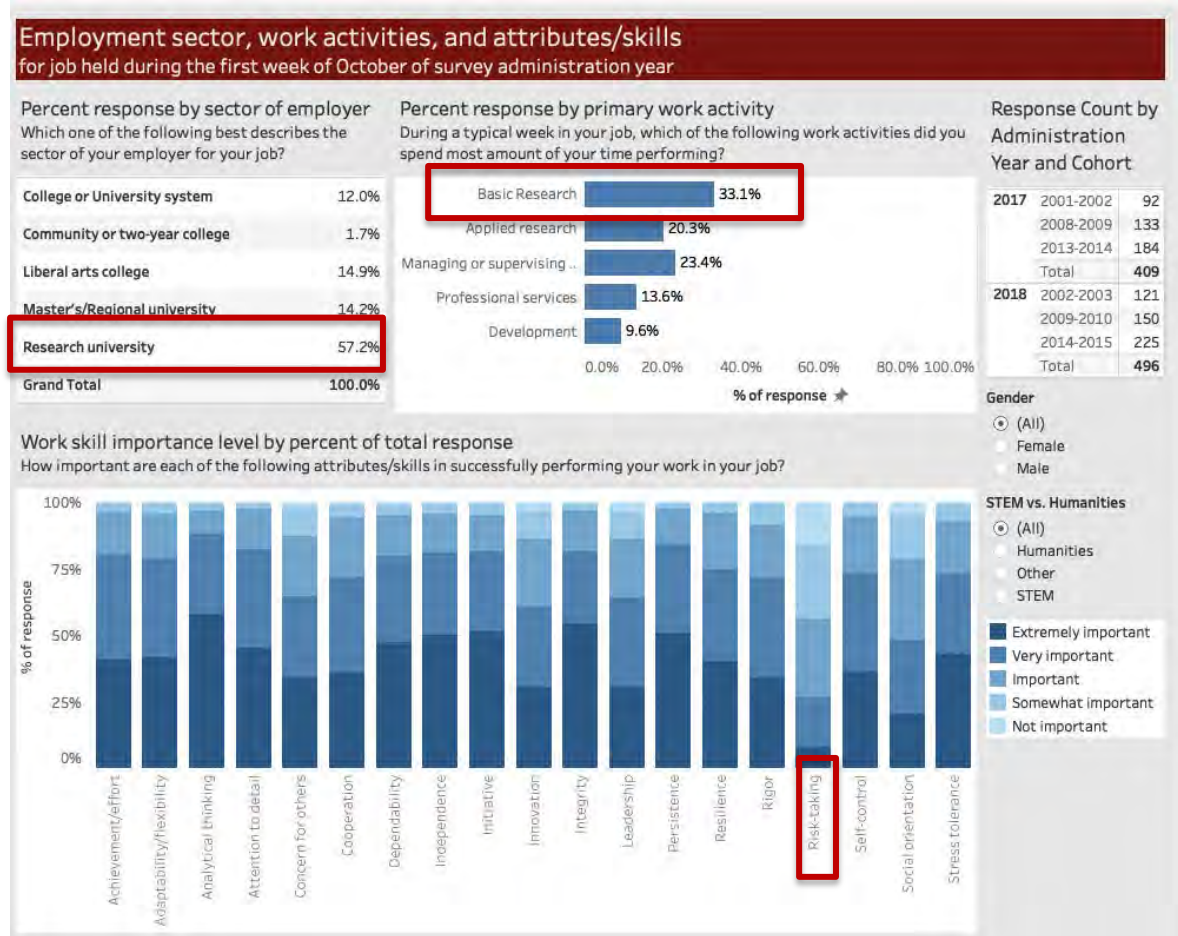 Employment sector, work activities, and attributes/skills
for job held during the first week of October of survey administration year
Percent response by sector of employer
Which one of the following best describes the
sector of your employer for your job?
College or University system 12.0%
Community or two-year college 1.7%
Liberal arts college 14.9%
Master's/Regional university 14.2%
Research university 57.2%
Grand Total 100.0%
Percent response by primary work activity
During a typical week in your job, which of the following work activities did you
spend most amount of your time performing?
Basic Research 33.1%
Applied research 20.3%
Managing or supervising .. 23.4%
Professional services 13.6%
Development 9.6%
0.0% 20.0% 40.0% 60.0% 80.0% 100.0%
% of response
Response Count by
Administration
Year and Cohort
2017 2001-2002 92
2008-2009 133
2013-2014 184
Total 409
2018 2002-2003 121
2009-2010 150
2014-2015 225
Total 496
Gender
(All)
Female
Male
STEM vs. Humanities
(All)
Humanities
Other
STEM
Extremely important
Very important
Important
Somewhat important
Not important
Work skill importance level by percent of total response
How important are each of the following attributes/skills in successfully performing your work in your job?
100%
75%
50%
25%
0%
% of response
Achievement/effort
Adaptability/flexibility
Analytical thinking
Attention to detail
Concern for others
Cooperation
Dependability
Independence
Initiative
Innovation
Integrity
Leadership
Persistence
Resilience
Rigor
Risk-taking
Self-control
Social orientation
Stress tolerance